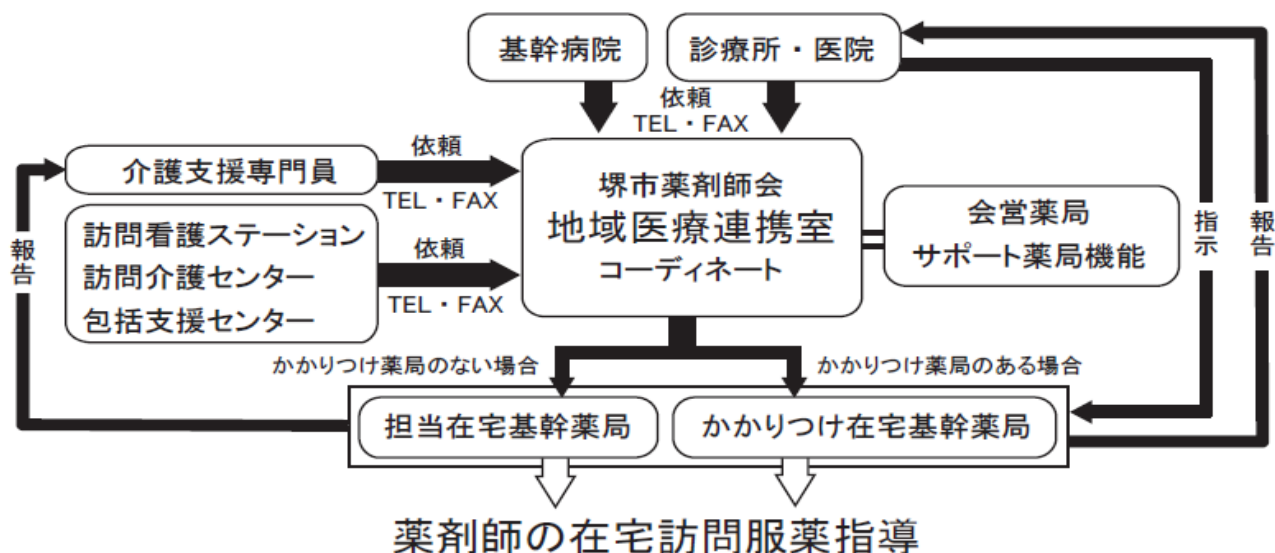 基幹病院
診療所・医院
依頼
TEL・FAX
介護支援専門員
依頼
TEL・FAX
訪問看護ステーション
訪問介護センター
包括支援センター
依頼
TEL・FAX
堺市薬剤師会
地域医療連携室
コーディネート
会営薬局
サポート薬局機能
報告
指示
報告
かかりつけ薬局のない場合
かかりつけ薬局のある場合
担当在宅基幹薬局
かかりつけ在宅基幹薬局
薬剤師の在宅訪問服薬指導